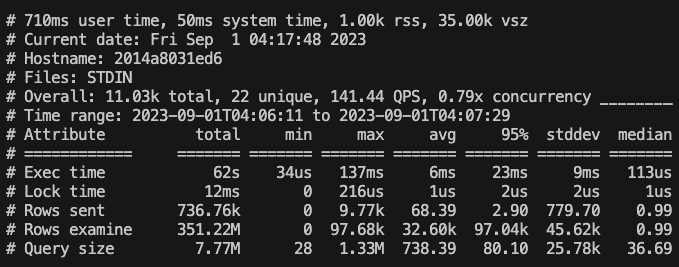 # 710ms user time, 50ms system time, 1.00k rss, 35.00k vsz
# Current date: Fri Sep  1 04:17:48 2023
# Hostname: 2014a8031ed6
# Files: STDIN
# Overall: 11.03k total, 22 unique, 141.44 QPS, 0.79x concurrency ________
# Time range: 2023-09-01T04:06:11 to 2023-09-01T04:07:29
# Attribute          total     min     max     avg     95%  stddev  median
# ============     ======= ======= ======= ======= ======= ======= =======
# Exec time            62s    34us   137ms     6ms    23ms     9ms   113us
# Lock time           12ms       0   216us     1us     2us     2us     1us
# Rows sent        736.76k       0   9.77k   68.39    2.90  779.70    0.99
# Rows examine     351.22M       0  97.68k  32.60k  97.04k  45.62k    0.99
# Query size         7.77M      28   1.33M  738.39   80.10  25.78k   36.69